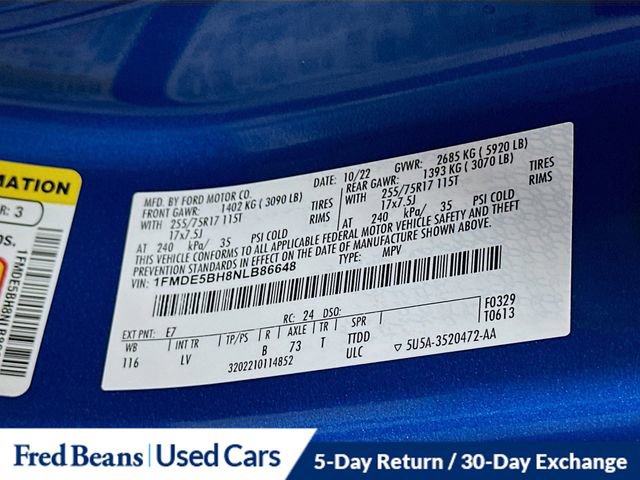 MATION
R: 3
os.
1FMDE5BH8NLB86
MFD. BY FORD MOTOR CO.
DATE: 10/22 GVWR: 2685 KG ( 5920 LB)
FRONT GAWR: 1402 KG ( 3090 LB)
REAR GAWR: 1393 KG ( 3070 LB)
WITH 255/75R17 115T TIRES
WITH 255/75R17 115T TIRES
17x7.5J RIMS
17x7.5J RIMS
AT 240 kPa/ 35 PSI COLD
AT 240 kPa/ 35 PSI COLD
THIS VEHICLE CONFORMS TO ALL APPLICABLE FEDERAL MOTOR VEHICLE SAFETY AND THEFT
PREVENTION STANDARDS IN EFFECT ON THE DATE OF MANUFACTURE SHOWN ABOVE.
VIN: 1FMDE5BH8NLB86648 TYPE: MPV
F0329
T0613
EXT PNT: E7 RC: 24 DSO:
WB INT TR TP/PS R AXLE TR SPR
116 LV B 73 T TTDD
3202210114852 ULC ▽ 5U5A-3520472-AA
Fred Beans | Used Cars 5-Day Return / 30-Day Exchange